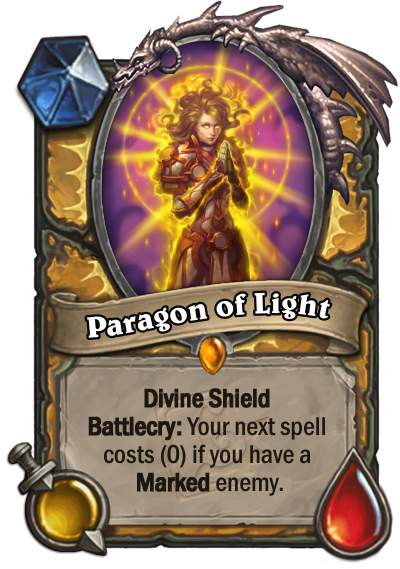 Paragon of Light
Divine Shield
Battlecry: Your next spell
costs (0) if you have a
Marked enemy.